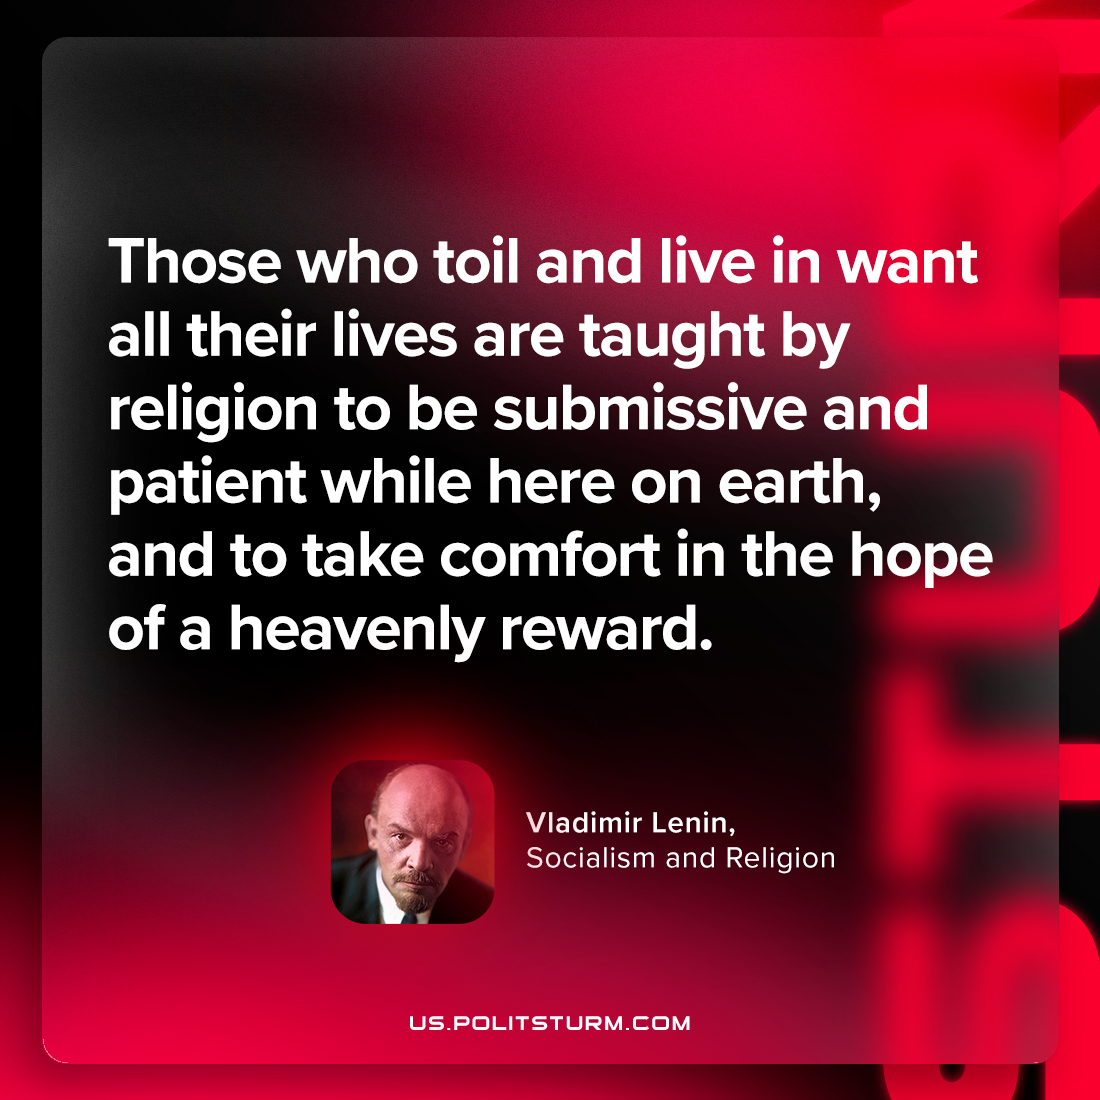 Those who toil and live in want
all their lives are taught by
religion to be submissive and
patient while here on earth,
and to take comfort in the hope
of a heavenly reward.
Vladimir Lenin,
Socialism and Religion
US.POLITSTURM.COM